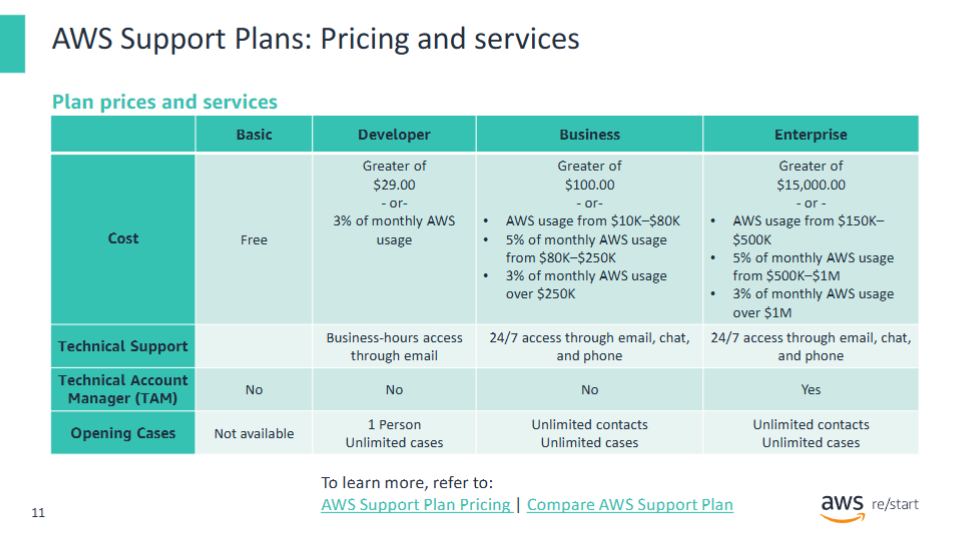 AWS Support Plans: Pricing and services
Plan prices and services
Basic
Developer
Business
Enterprise
Cost
Free
Greater of
$29.00
- or-
3% of monthly AWS
usage
Greater of
$100.00
- or-
• AWS usage from $10K–$80K
• 5% of monthly AWS usage
from $80K–$250K
• 3% of monthly AWS usage
over $250K
Greater of
$15,000.00
- or -
• AWS usage from $150K–
$500K
• 5% of monthly AWS usage
from $500K–$1M
• 3% of monthly AWS usage
over $1M
Technical Support
Business-hours access
through email
24/7 access through email, chat,
and phone
24/7 access through email, chat,
and phone
Technical Account
Manager (TAM)
No
No
No
Yes
Opening Cases
Not available
1 Person
Unlimited cases
Unlimited contacts
Unlimited cases
Unlimited contacts
Unlimited cases
To learn more, refer to:
AWS Support Plan Pricing | Compare AWS Support Plan
11
aws re/start